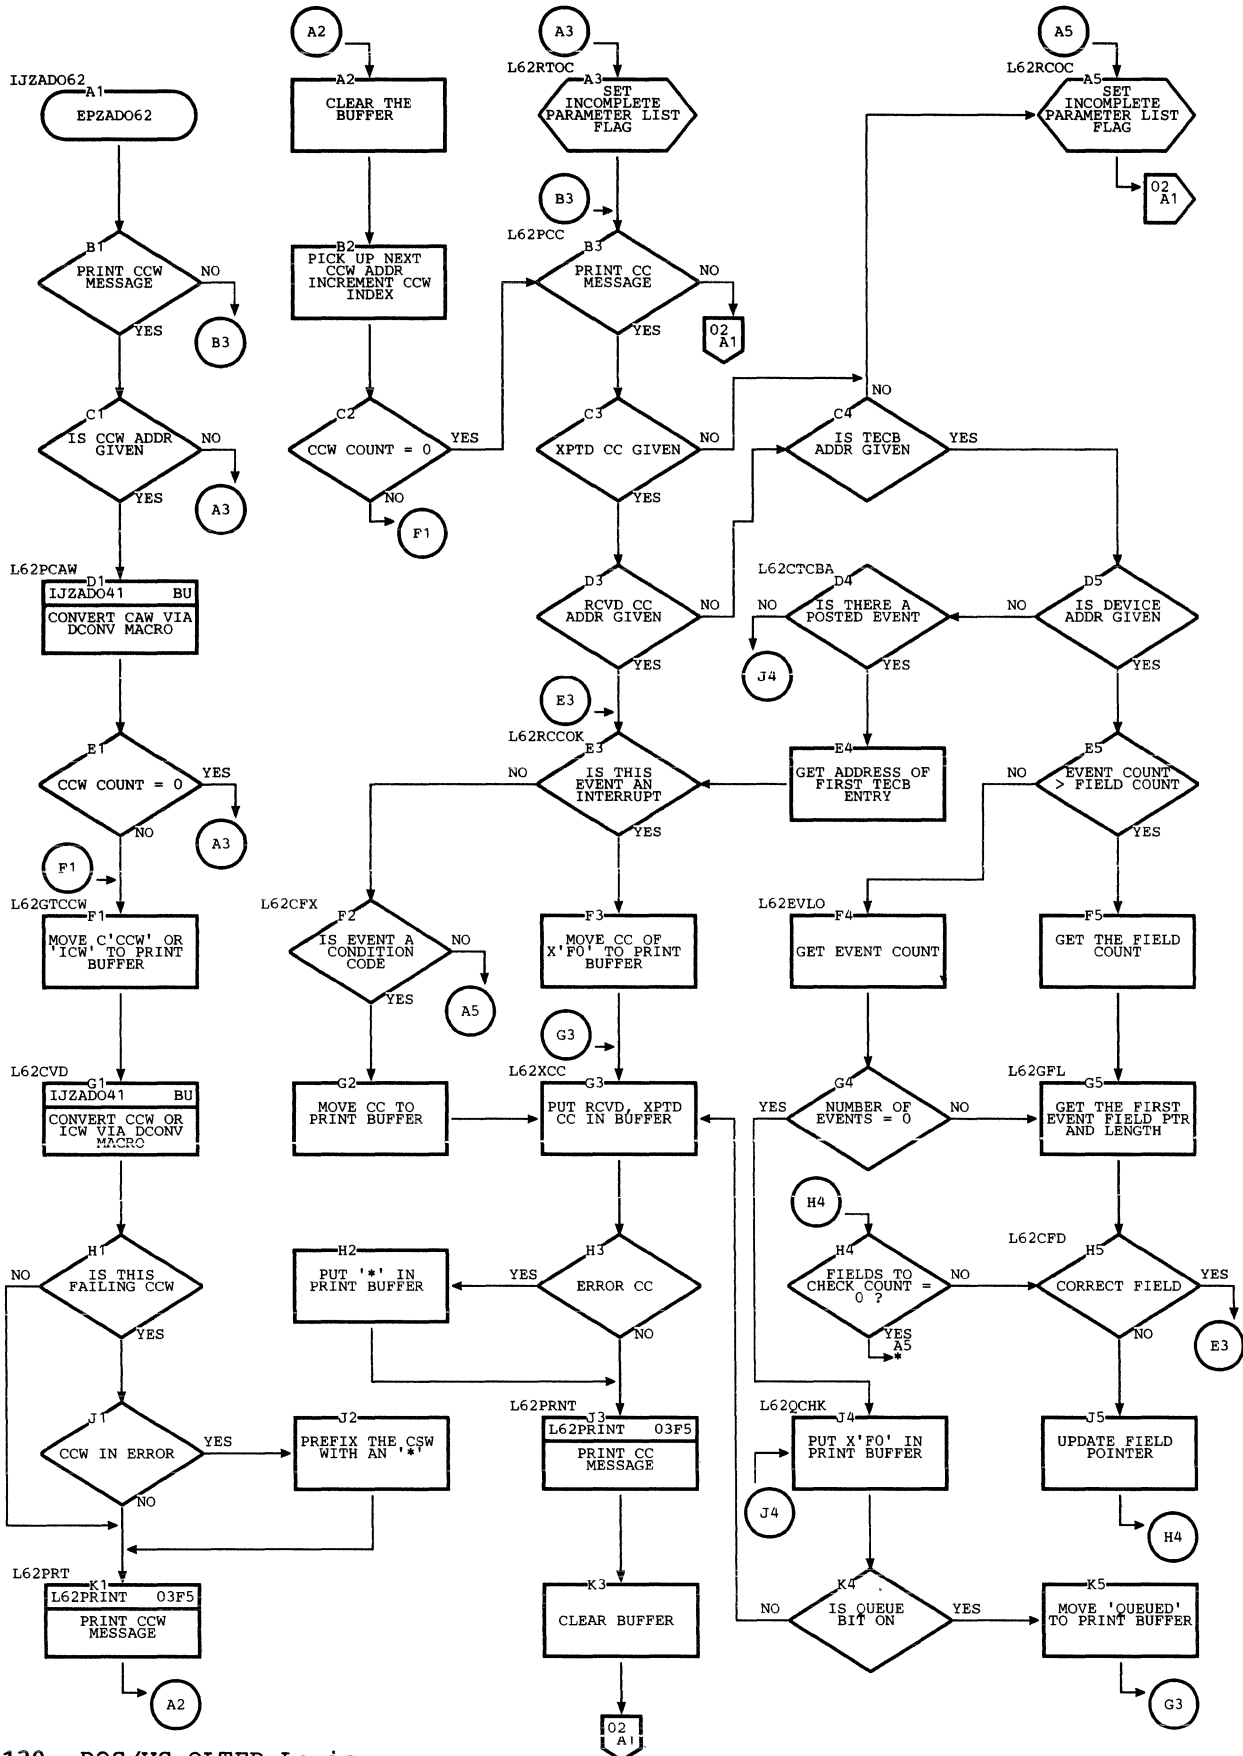 A2
A3
A5
IJZADO62
A1
EPZADO62
A2
CLEAR THE
BUFFER
L62RTOC
A3
SET
INCOMPLETE
PARAMETER LIST
FLAG
L62RCOC
A5
SET
INCOMPLETE
PARAMETER LIST
FLAG
02
A1
B3
B1
PRINT CCW
MESSAGE
NO
YES
B3
B2
PICK UP NEXT
CCW ADDR
INCREMENT CCW
INDEX
L62PCC
B3
PRINT CC
MESSAGE
NO
YES
02
A1
C1
IS CCW ADDR
GIVEN
NO
YES
A3
C2
CCW COUNT = 0
YES
NO
F1
C3
XPTD CC GIVEN
NO
YES
NO
C4
IS TECB
ADDR GIVEN
YES
L62PCAW
D1
IJZADO41 BU
CONVERT CAW VIA
DCONV MACRO
D3
RCVD CC
ADDR GIVEN
NO
YES
L62CTCBA
D4
IS THERE A
POSTED EVENT
NO
YES
J4
D5
IS DEVICE
ADDR GIVEN
NO
YES
E3
E1
CCW COUNT = 0
YES
NO
A3
L62RCCOK
E3
IS THIS
EVENT AN
INTERRUPT
NO
YES
E4
GET ADDRESS OF
FIRST TECB
ENTRY
E5
EVENT COUNT
> FIELD COUNT
NO
YES
F1
L62GTCCW
F1
MOVE C'CCW' OR
'ICW' TO PRINT
BUFFER
L62CFX
F2
IS EVENT A
CONDITION
CODE
NO
YES
A5
F3
MOVE CC OF
X'F0' TO PRINT
BUFFER
L62EVLO
F4
GET EVENT COUNT
F5
GET THE FIELD
COUNT
G3
L62CVD
G1
IJZADO41 BU
CONVERT CCW OR
ICW VIA DCONV
MACRO
G2
MOVE CC TO
PRINT BUFFER
L62XCC
G3
PUT RCVD, XPTD
CC IN BUFFER
G4
NUMBER OF
EVENTS = 0
YES
NO
L62GFL
G5
GET THE FIRST
EVENT FIELD PTR
AND LENGTH
H4
H1
IS THIS
FAILING CCW
NO
YES
H2
PUT '*' IN
PRINT BUFFER
H3
ERROR CC
YES
NO
H4
FIELDS TO
CHECK COUNT =
0 ?
NO
YES
A5
*
L62CFD
H5
CORRECT FIELD
YES
NO
E3
J1
CCW IN ERROR
YES
NO
J2
PREFIX THE CSW
WITH AN '*'
L62PRNT
J3
L62PRINT 03F5
PRINT CC
MESSAGE
L62QCHK
J4
PUT X'F0' IN
PRINT BUFFER
J4
J5
UPDATE FIELD
POINTER
H4
L62PRT
K1
L62PRINT 03F5
PRINT CCW
MESSAGE
A2
K3
CLEAR BUFFER
02
A1
K4
IS QUEUE
BIT ON
NO
YES
K5
MOVE 'QUEUED'
TO PRINT BUFFER
G3